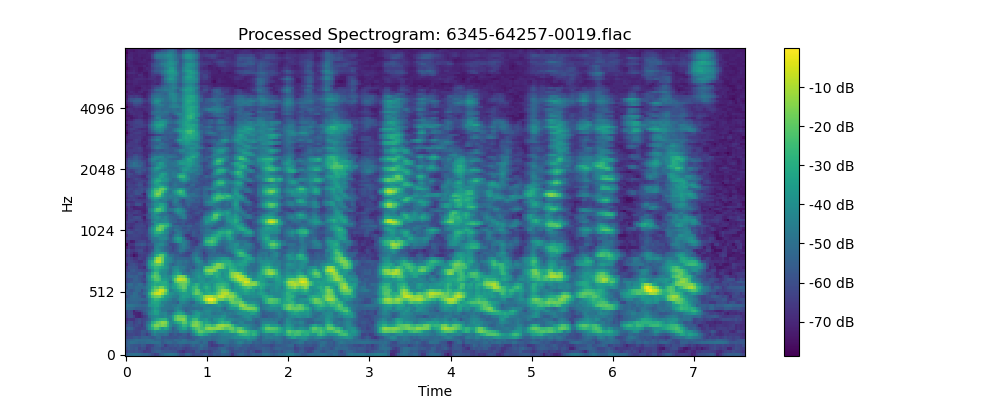 Processed Spectrogram: 6345-64257-0019.flac
Hz
4096
2048
1024
512
0
0 1 2 3 4 5 6 7
Time
-10 dB
-20 dB
-30 dB
-40 dB
-50 dB
-60 dB
-70 dB